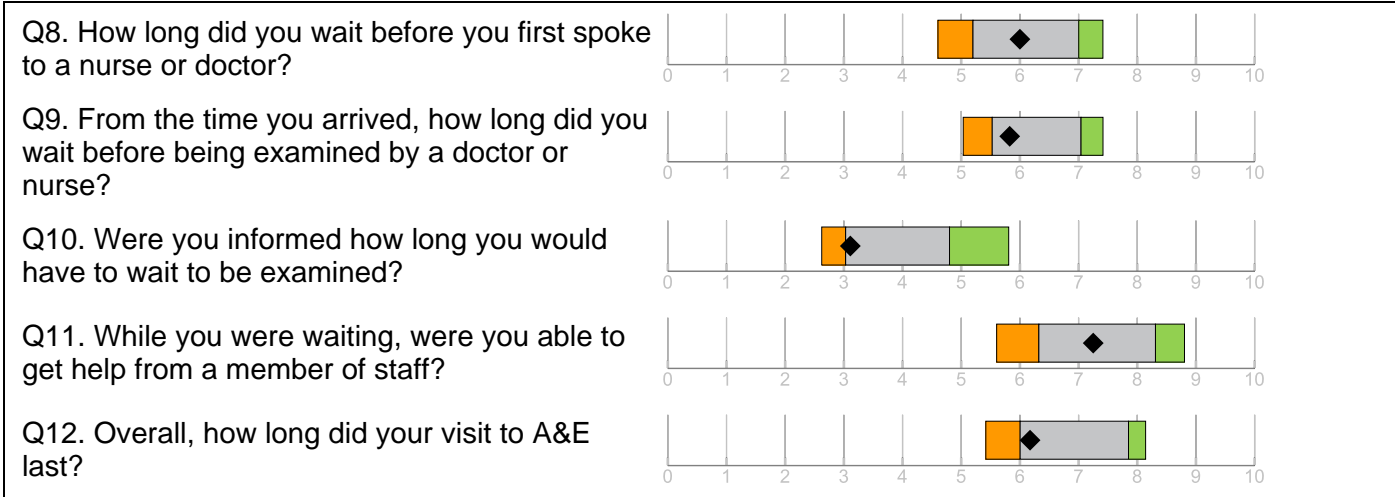 Q8. How long did you wait before you first spoke
to a nurse or doctor?
0 1 2 3 4 5 6 7 8 9 10
Q9. From the time you arrived, how long did you
wait before being examined by a doctor or
nurse?
0 1 2 3 4 5 6 7 8 9 10
Q10. Were you informed how long you would
have to wait to be examined?
0 1 2 3 4 5 6 7 8 9 10
Q11. While you were waiting, were you able to
get help from a member of staff?
0 1 2 3 4 5 6 7 8 9 10
Q12. Overall, how long did your visit to A&E
last?
0 1 2 3 4 5 6 7 8 9 10